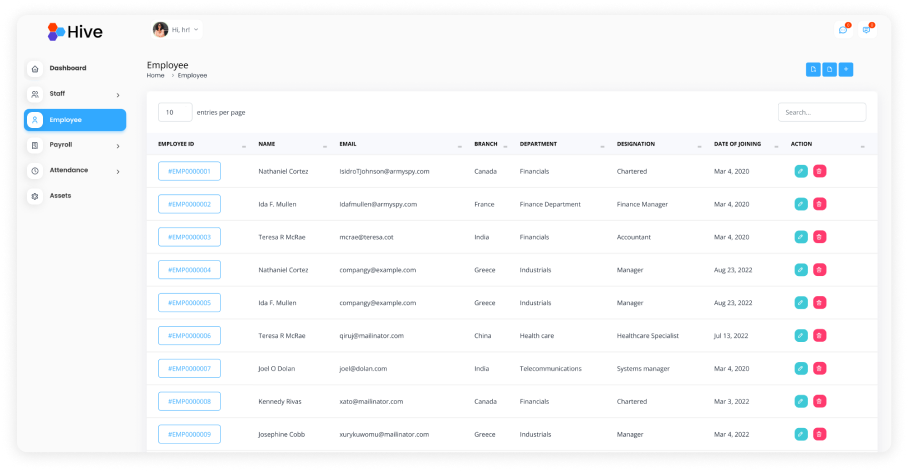 Hive
Hi, hr!
Dashboard
Staff
Employee
Payroll
Attendance
Assets
Employee
Home > Employee
+
10 entries per page
Search...
EMPLOYEE ID NAME EMAIL BRANCH DEPARTMENT DESIGNATION DATE OF JOINING ACTION
#EMP0000001 Nathaniel Cortez IsidroTJohnson@armyspy.com Canada Financials Chartered Mar 4, 2020
#EMP0000002 Ida F. Mullen Idafmullen@armyspy.com France Finance Department Finance Manager Mar 4, 2020
#EMP0000003 Teresa R McRae mcrae@teresa.cot India Financials Accountant Mar 4, 2020
#EMP0000004 Nathaniel Cortez compangy@example.com Greece Industrials Manager Aug 23, 2022
#EMP0000005 Ida F. Mullen compangy@example.com Greece Industrials Manager Aug 23, 2022
#EMP0000006 Teresa R McRae qiruj@mailinator.com China Health care Healthcare Specialist Jul 13, 2022
#EMP0000007 Joel O Dolan joel@dolan.com India Telecommunications Systems manager Mar 4, 2020
#EMP0000008 Kennedy Rivas xato@mailinator.com Canada Financials Chartered Mar 3, 2022
#EMP0000009 Josephine Cobb xurykuwomu@mailinator.com Greece Industrials Manager Mar 4, 2022